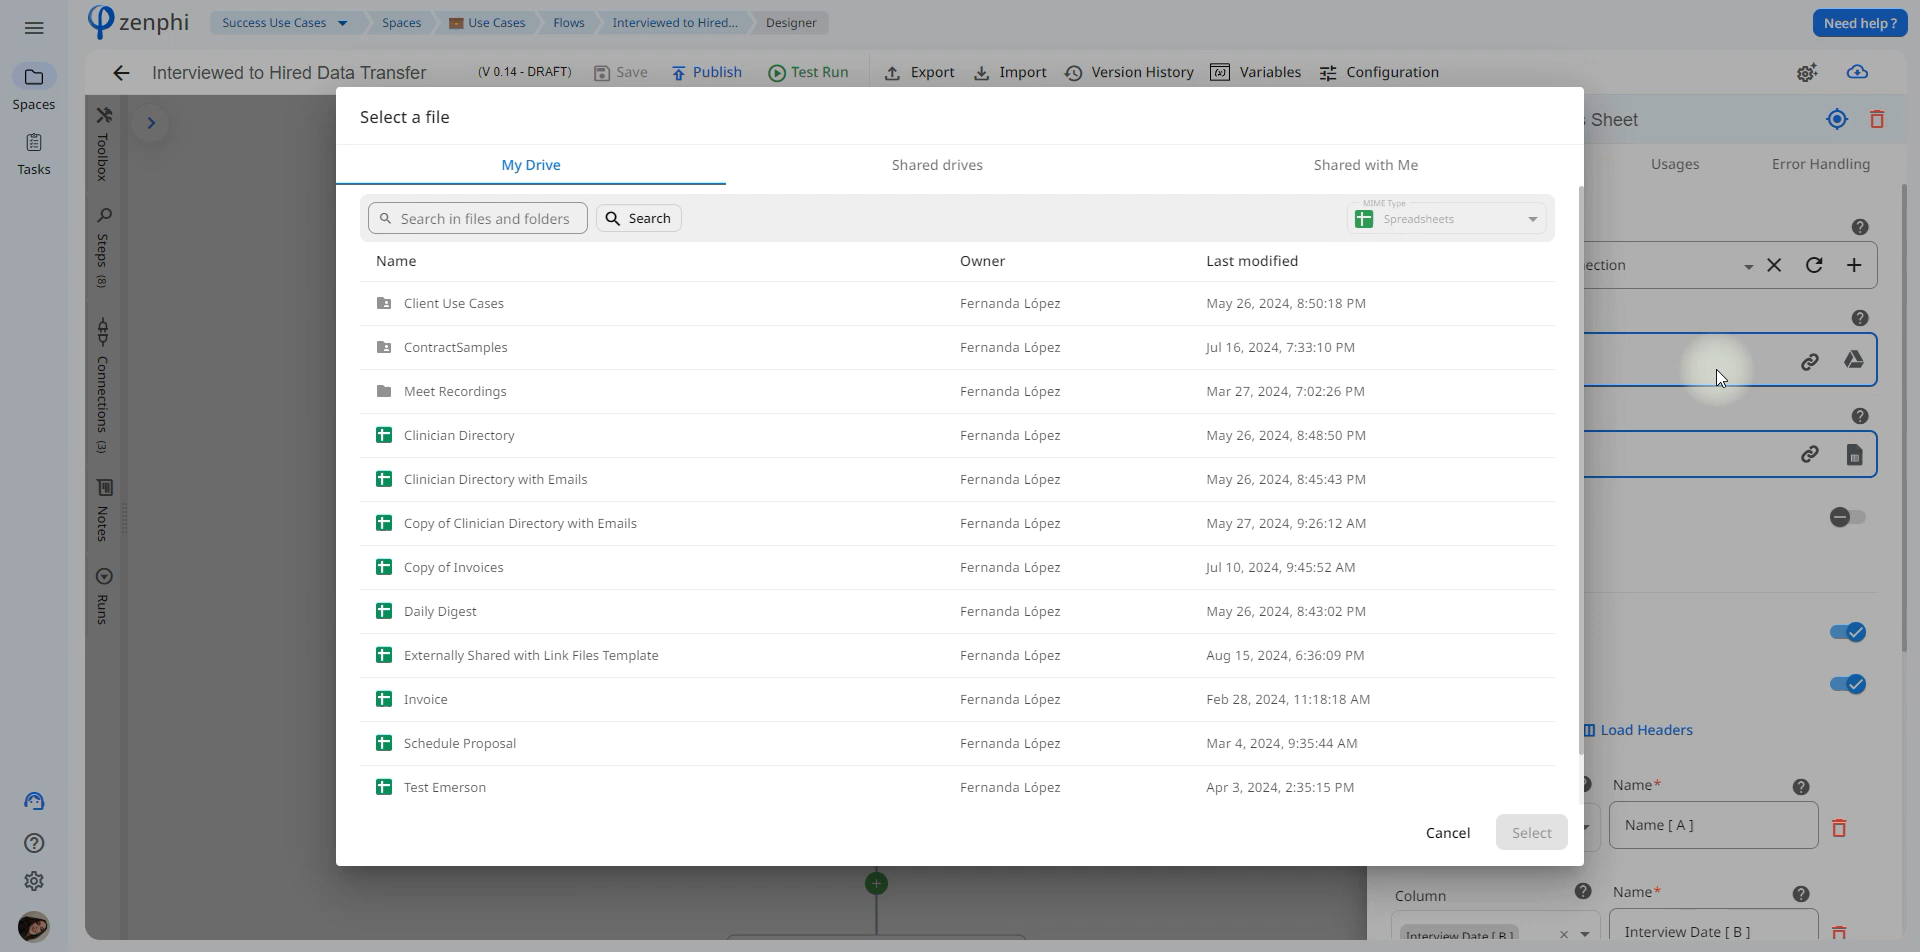 zenphi
Success Use Cases
Spaces
Use Cases
Flows
Interviewed to Hired...
Designer
Need help ?
Interviewed to Hired Data Transfer
(V 0.14 - DRAFT)
Save
Publish
Test Run
Export
Import
Version History
Variables
Configuration
Spaces
Tasks
Toolbox
Steps (8)
Connections (3)
Notes
Runs
Select a file
My Drive
Shared drives
Shared with Me
Search in files and folders
Search
MIME Type
Spreadsheets
Name Owner Last modified
Client Use Cases Fernanda López May 26, 2024, 8:50:18 PM
ContractSamples Fernanda López Jul 16, 2024, 7:33:10 PM
Meet Recordings Fernanda López Mar 27, 2024, 7:02:26 PM
Clinician Directory Fernanda López May 26, 2024, 8:48:50 PM
Clinician Directory with Emails Fernanda López May 26, 2024, 8:45:43 PM
Copy of Clinician Directory with Emails Fernanda López May 27, 2024, 9:26:12 AM
Copy of Invoices Fernanda López Jul 10, 2024, 9:45:52 AM
Daily Digest Fernanda López May 26, 2024, 8:43:02 PM
Externally Shared with Link Files Template Fernanda López Aug 15, 2024, 6:36:09 PM
Invoice Fernanda López Feb 28, 2024, 11:18:18 AM
Schedule Proposal Fernanda López Mar 4, 2024, 9:35:44 AM
Test Emerson Fernanda López Apr 3, 2024, 2:35:15 PM
Cancel
Select
s Sheet
Usages
Error Handling
ection
Load Headers
Name*
Name [ A ]
Column
Name*
Interview Date [ B ]
Interview Date [ B ]